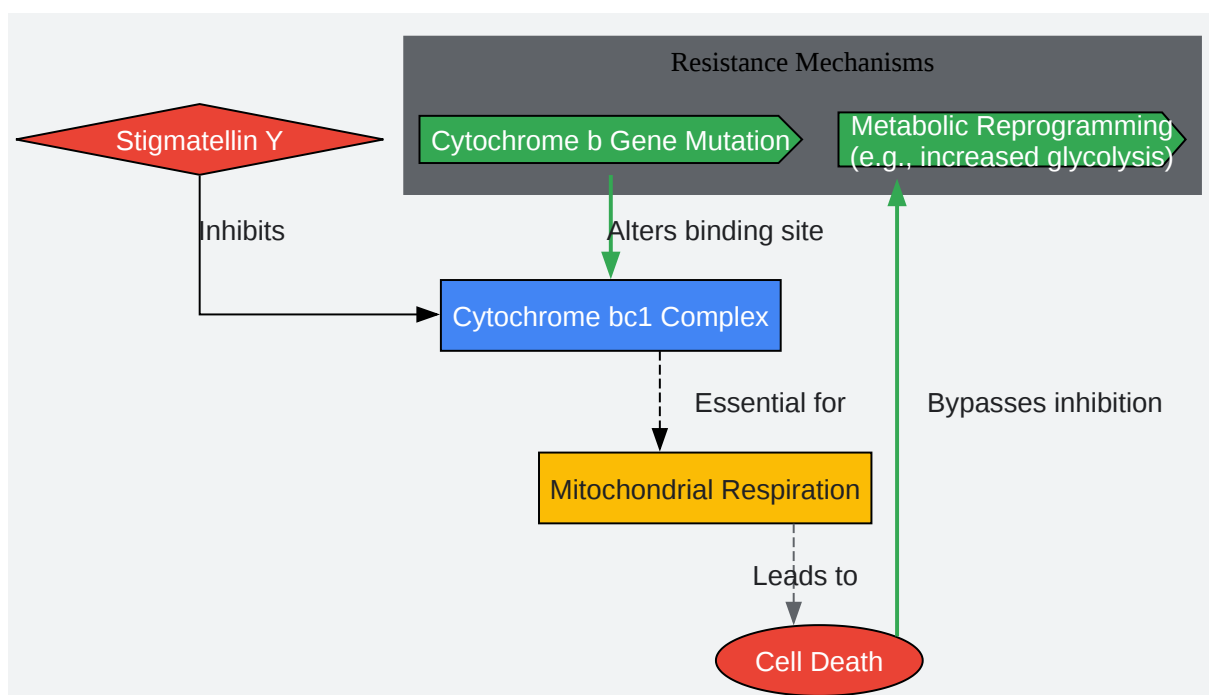 Resistance Mechanisms
Stigmatellin Y
Cytochrome b Gene Mutation
Metabolic Reprogramming
(e.g., increased glycolysis)
Inhibits
Alters binding site
Cytochrome bc1 Complex
Essential for
Bypasses inhibition
Mitochondrial Respiration
Leads to
Cell Death